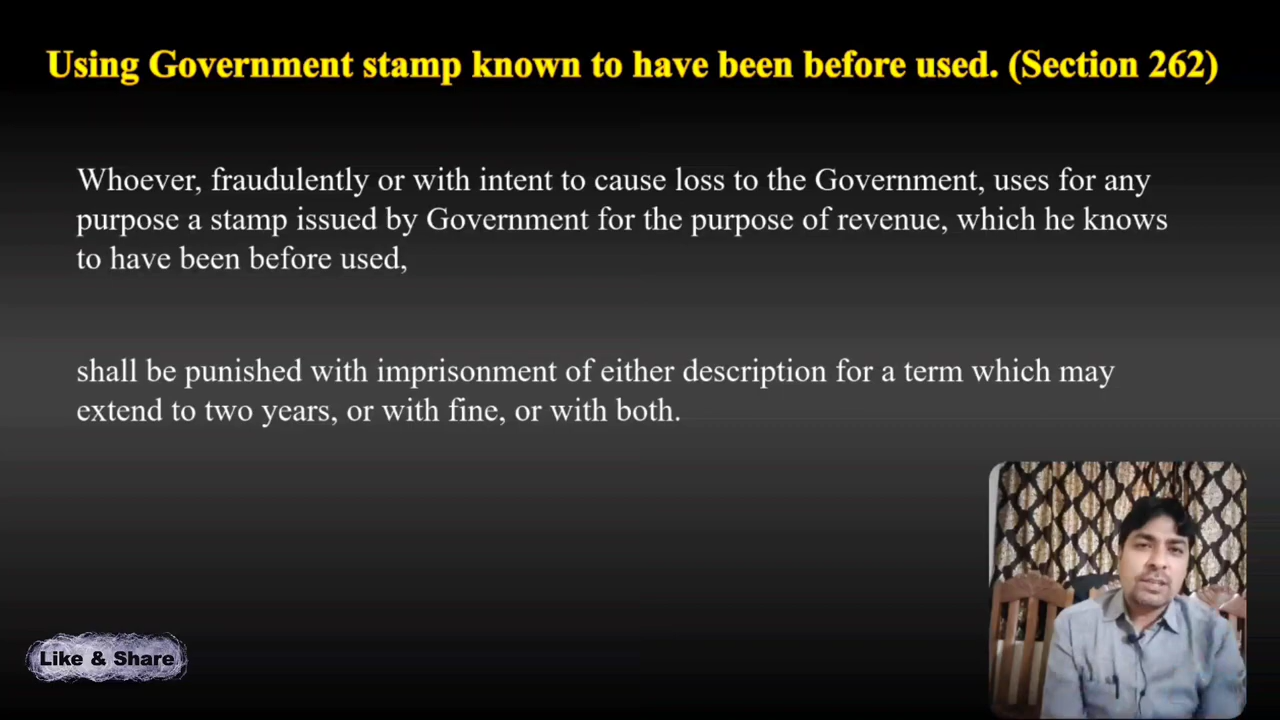 Using Government stamp known to have been before used. (Section 262)
Whoever, fraudulently or with intent to cause loss to the Government, uses for any
purpose a stamp issued by Government for the purpose of revenue, which he knows
to have been before used,
shall be punished with imprisonment of either description for a term which may
extend to two years, or with fine, or with both.
Like & Share